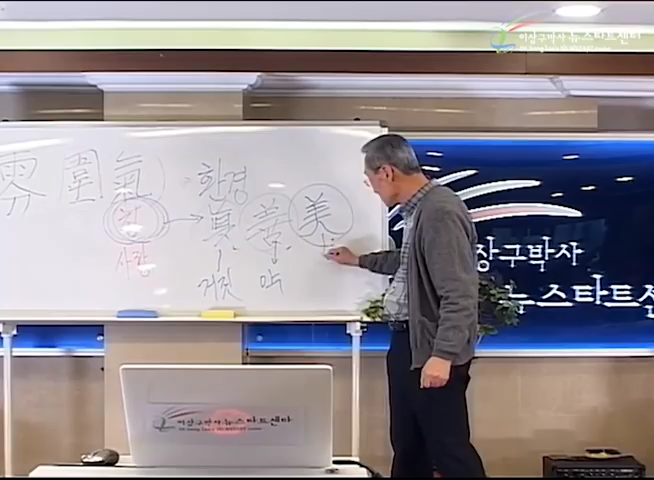 이상구박사 뉴스타트센터
雰圍氣) 환경
眞 善 美
사랑 거짓 악
상구박사
뉴스타트센
이상구박사 뉴스타트센터